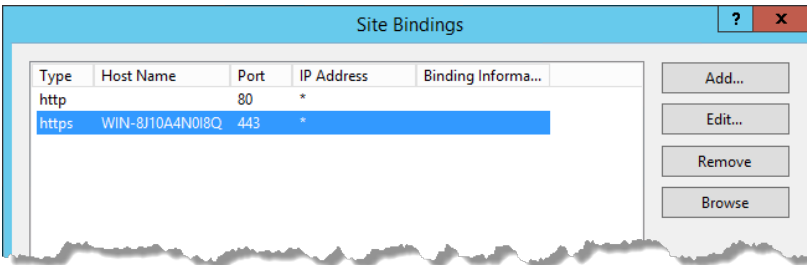 Site Bindings
? x
Type Host Name Port IP Address Binding Informa...
http 80 *
https WIN-8J10A4N0I8Q 443 *
Add...
Edit...
Remove
Browse